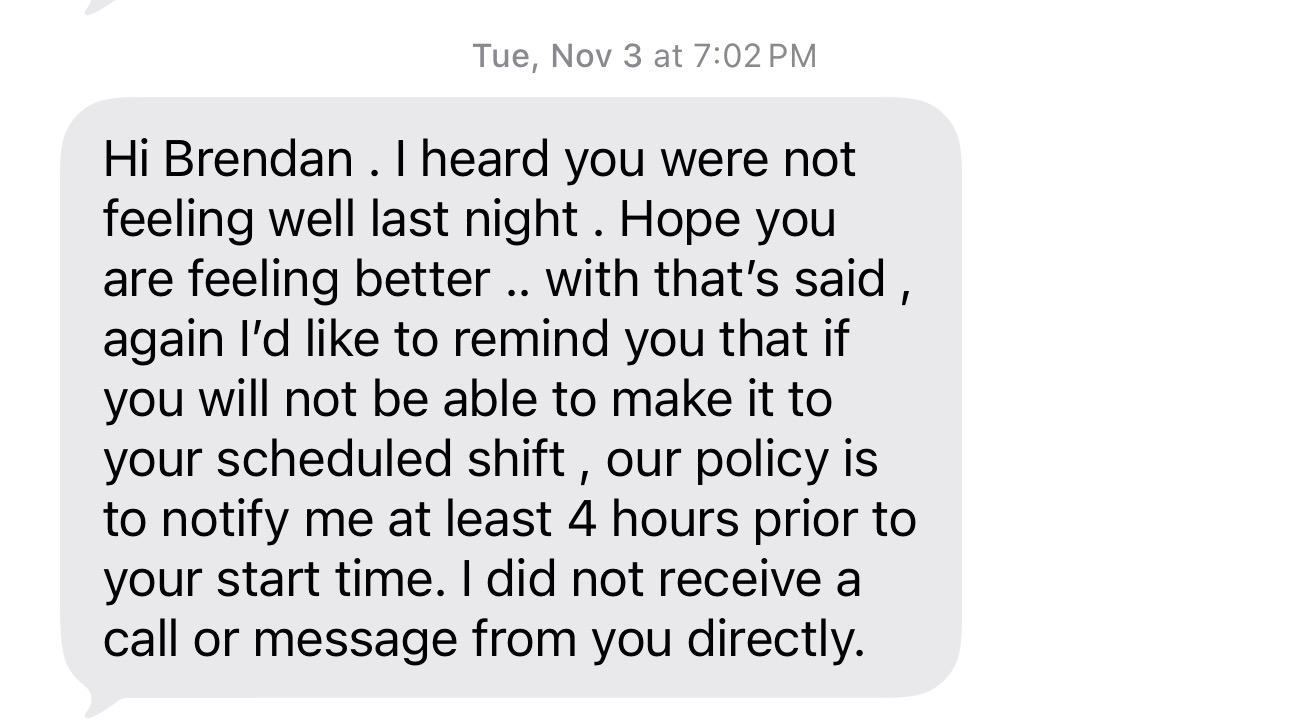 Tue, Nov 3 at 7:02 PM
Hi Brendan . I heard you were not
feeling well last night . Hope you
are feeling better .. with that’s said ,
again I’d like to remind you that if
you will not be able to make it to
your scheduled shift , our policy is
to notify me at least 4 hours prior to
your start time. I did not receive a
call or message from you directly.